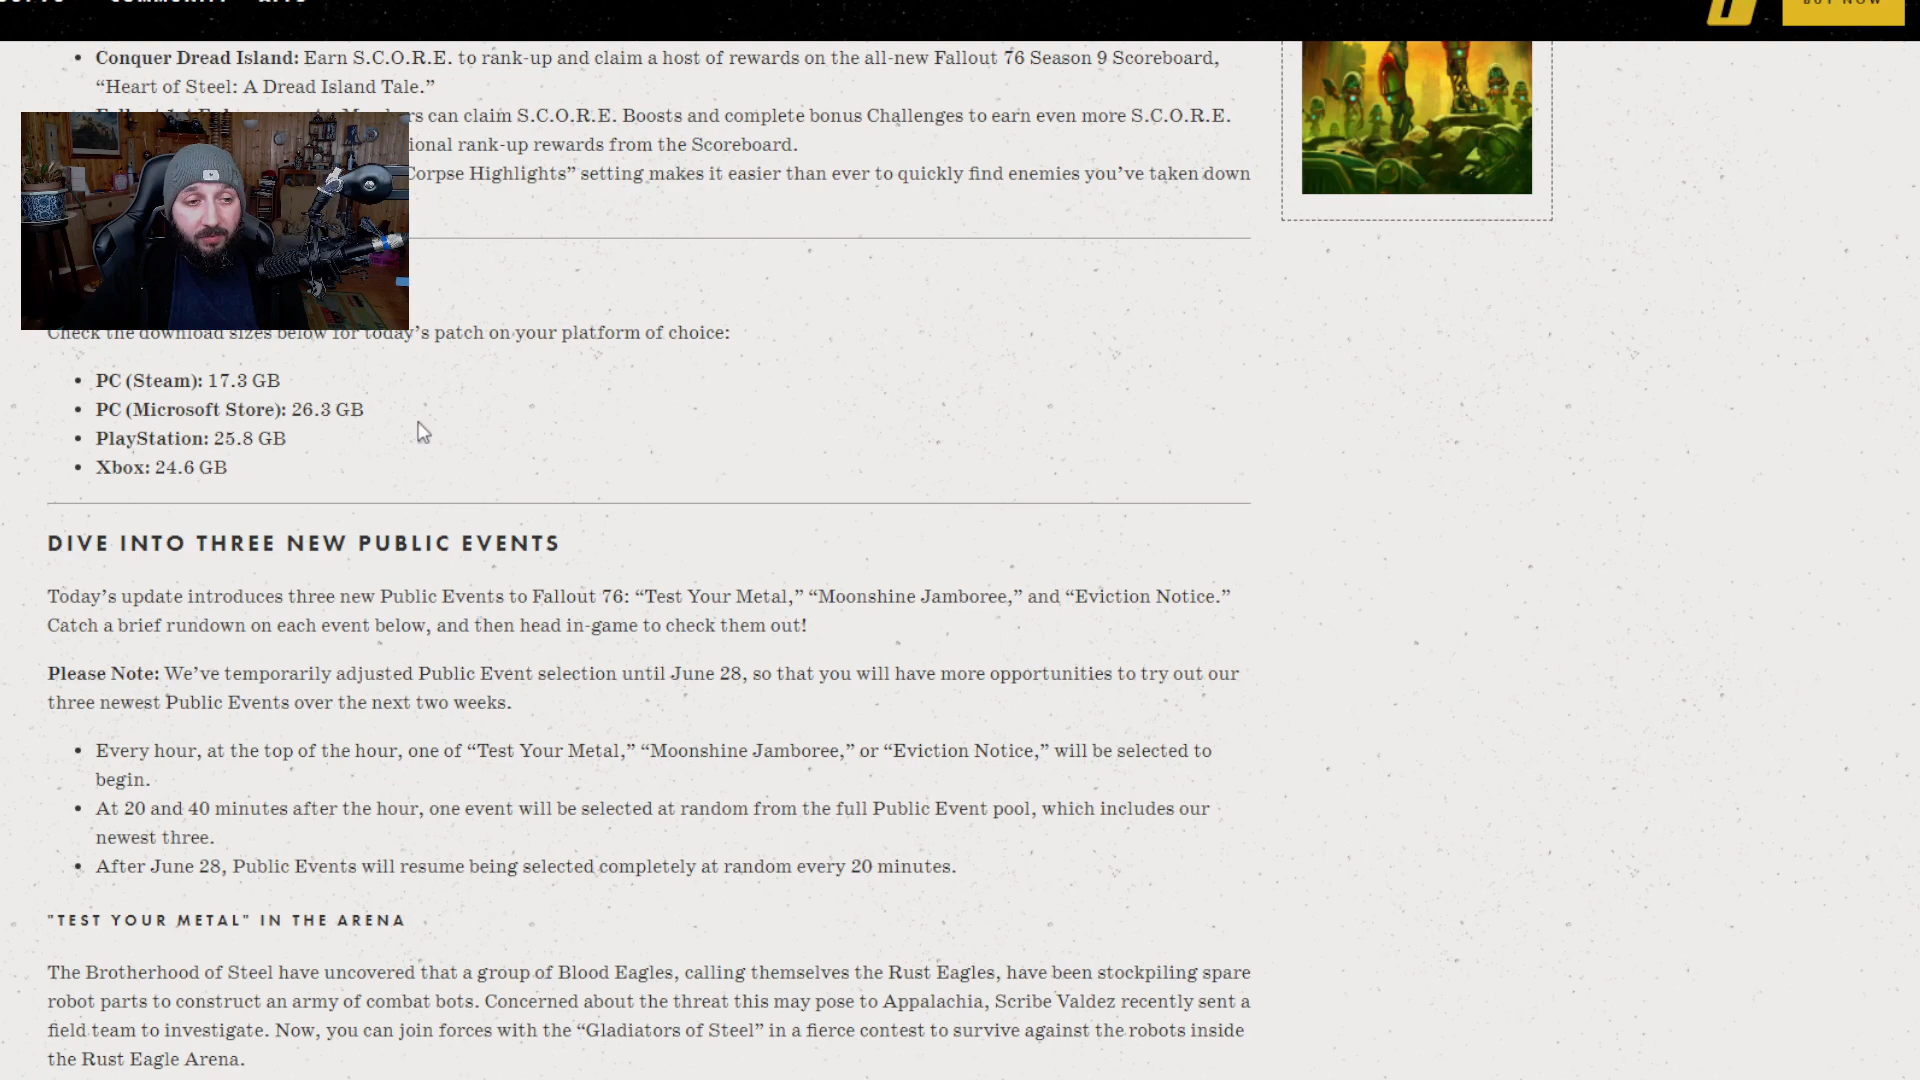 BUY NOW
• Conquer Dread Island: Earn S.C.O.R.E. to rank-up and claim a host of rewards on the all-new Fallout 76 Season 9 Scoreboard,
“Heart of Steel: A Dread Island Tale.”
can claim S.C.O.R.E. Boosts and complete bonus Challenges to earn even more S.C.O.R.E.
rank-up rewards from the Scoreboard.
Corpse Highlights” setting makes it easier than ever to quickly find enemies you’ve taken down
Check the download sizes below for today’s patch on your platform of choice:
• PC (Steam): 17.3 GB
• PC (Microsoft Store): 26.3 GB
• PlayStation: 25.8 GB
• Xbox: 24.6 GB
DIVE INTO THREE NEW PUBLIC EVENTS
Today’s update introduces three new Public Events to Fallout 76: “Test Your Metal,” “Moonshine Jamboree,” and “Eviction Notice.”
Catch a brief rundown on each event below, and then head in-game to check them out!
Please Note: We’ve temporarily adjusted Public Event selection until June 28, so that you will have more opportunities to try out our
three newest Public Events over the next two weeks.
• Every hour, at the top of the hour, one of “Test Your Metal,” “Moonshine Jamboree,” or “Eviction Notice,” will be selected to
begin.
• At 20 and 40 minutes after the hour, one event will be selected at random from the full Public Event pool, which includes our
newest three.
• After June 28, Public Events will resume being selected completely at random every 20 minutes.
"TEST YOUR METAL" IN THE ARENA
The Brotherhood of Steel have uncovered that a group of Blood Eagles, calling themselves the Rust Eagles, have been stockpiling spare
robot parts to construct an army of combat bots. Concerned about the threat this may pose to Appalachia, Scribe Valdez recently sent a
field team to investigate. Now, you can join forces with the “Gladiators of Steel” in a fierce contest to survive against the robots inside
the Rust Eagle Arena.